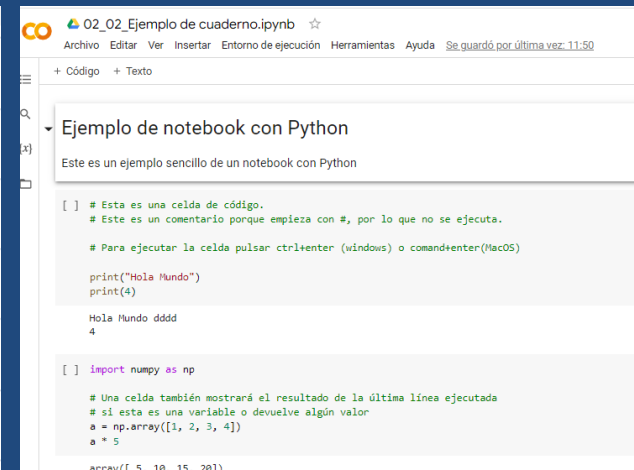 CO 02_02_Ejemplo de cuaderno.ipynb
Archivo Editar Ver Insertar Entorno de ejecución Herramientas Ayuda Se guardó por última vez: 11:50
+ Código + Texto
Ejemplo de notebook con Python
{x}
Este es un ejemplo sencillo de un notebook con Python
[ ] # Esta es una celda de código.
# Este es un comentario porque empieza con #, por lo que no se ejecuta.
# Para ejecutar la celda pulsar ctrl+enter (windows) o comand+enter(MacOS)
print("Hola Mundo")
print(4)
Hola Mundo dddd
4
[ ] import numpy as np
# Una celda también mostrará el resultado de la última línea ejecutada
# si esta es una variable o devuelve algún valor
a = np.array([1, 2, 3, 4])
a * 5
array([ 5, 10, 15, 20])